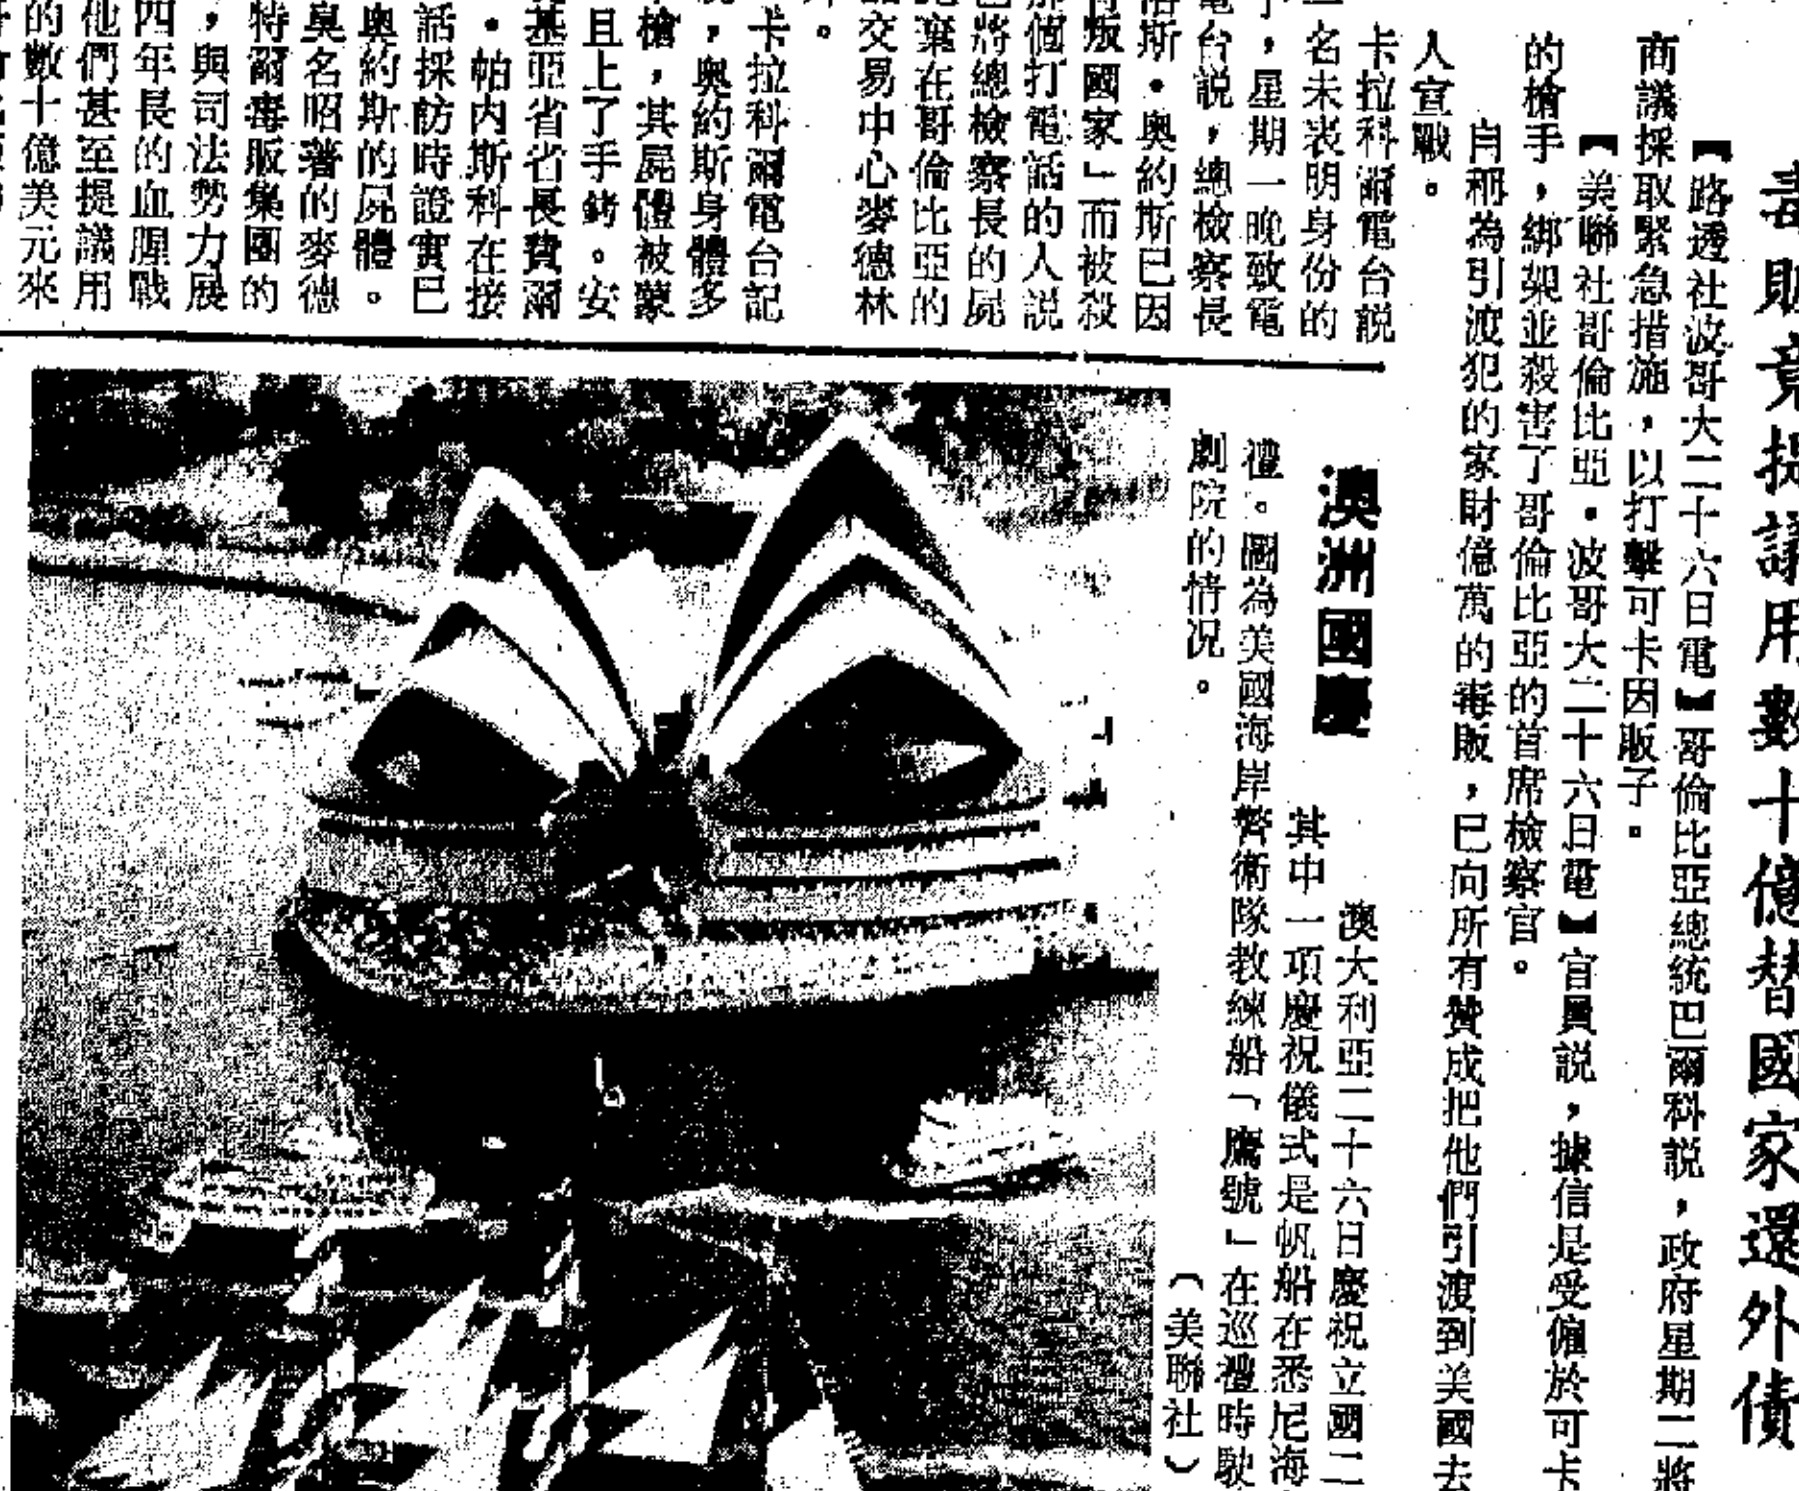 毒販竟提議用數十億替國家還外債
【路透社波哥大二十六日電】哥倫比亞總統巴爾科說，政府星期二將
商議採取緊急措施，以打擊可卡因販子。
【美聯社哥倫比亞·波哥大二十六日電】官員說，據信是受僱於可卡
的槍手，綁架並殺害了哥倫比亞的首席檢察官。
自稱為引渡犯的家財億萬的毒販，已向所有贊成把他們引渡到美國去
人宣戰。
卡拉科爾電台說
一名未表明身份的
子，星期一晚致電
電台說，總檢察長
洛斯·奧約斯已因
叛國家」而被殺
那個打電話的人說
已將總檢察長的屍
棄在哥倫比亞的
交易中心麥德林
。
卡拉科爾電台記
，奧約斯身體多
槍，其屍體被蒙
且上了手銬。安
基亞省省長費爾
·帕內斯科在接
話採訪時證實巴
奧約斯的屍體。
臭名昭著的麥德
特爾毒販集團的
，與司法勢力展
四年長的血腥戰
他們甚至提議用
的數十億美元來
澳洲國慶
澳大利亞二十六日慶祝立國二
其中一項慶祝儀式是帆船在悉尼海
禮。圖為美國海岸警衛隊教練船「鷹號」在巡禮時駛
劇院的情況。
（美聯社）